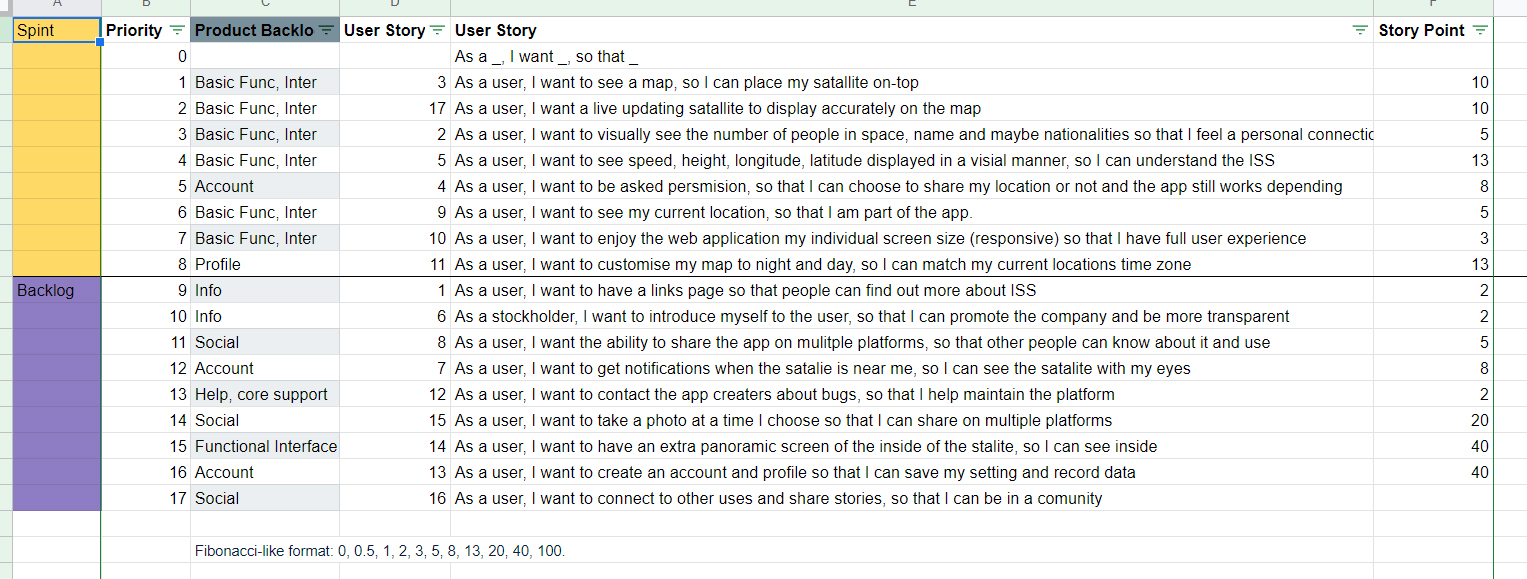 A B C D E F
Spint Priority Product Backlo User Story User Story Story Point
0 As a _, I want _, so that _
1 Basic Func, Inter 3 As a user, I want to see a map, so I can place my satallite on-top 10
2 Basic Func, Inter 17 As a user, I want a live updating satallite to display accurately on the map 10
3 Basic Func, Inter 2 As a user, I want to visually see the number of people in space, name and maybe nationalities so that I feel a personal connectic 5
4 Basic Func, Inter 5 As a user, I want to see speed, height, longitude, latitude displayed in a visial manner, so I can understand the ISS 13
5 Account 4 As a user, I want to be asked persmision, so that I can choose to share my location or not and the app still works depending 8
6 Basic Func, Inter 9 As a user, I want to see my current location, so that I am part of the app. 5
7 Basic Func, Inter 10 As a user, I want to enjoy the web application my individual screen size (responsive) so that I have full user experience 3
8 Profile 11 As a user, I want to customise my map to night and day, so I can match my current locations time zone 13
Backlog 9 Info 1 As a user, I want to have a links page so that people can find out more about ISS 2
10 Info 6 As a stockholder, I want to introduce myself to the user, so that I can promote the company and be more transparent 2
11 Social 8 As a user, I want the ability to share the app on mulitple platforms, so that other people can know about it and use 5
12 Account 7 As a user, I want to get notifications when the satalie is near me, so I can see the satalite with my eyes 8
13 Help, core support 12 As a user, I want to contact the app creaters about bugs, so that I help maintain the platform 2
14 Social 15 As a user, I want to take a photo at a time I choose so that I can share on multiple platforms 20
15 Functional Interface 14 As a user, I want to have an extra panoramic screen of the inside of the stalite, so I can see inside 40
16 Account 13 As a user, I want to create an account and profile so that I can save my setting and record data 40
17 Social 16 As a user, I want to connect to other uses and share stories, so that I can be in a comunity
Fibonacci-like format: 0, 0.5, 1, 2, 3, 5, 8, 13, 20, 40, 100.